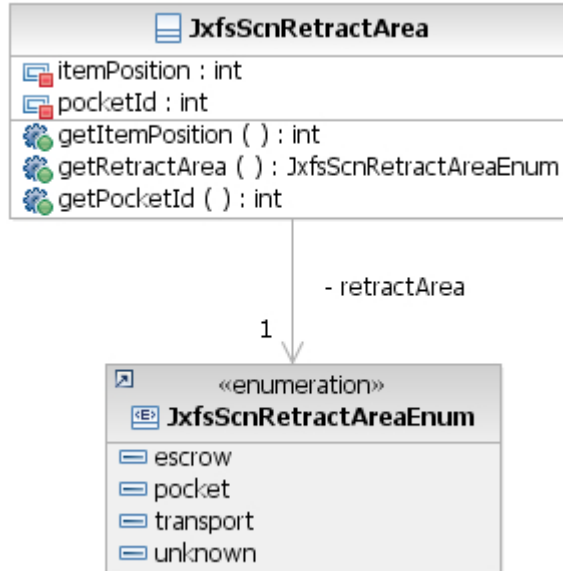 JxfsScnRetractArea
itemPosition : int
pocketId : int
getItemPosition ( ) : int
getRetractArea ( ) : JxfsScnRetractAreaEnum
getPocketId ( ) : int
- retractArea
1
«enumeration»
<E> JxfsScnRetractAreaEnum
escrow
pocket
transport
unknown